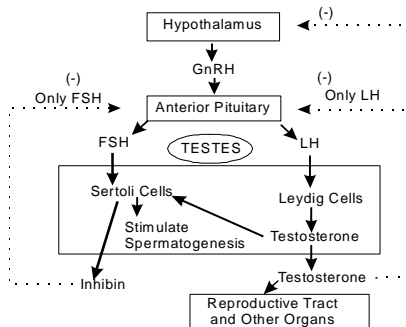 Hypothalamus
(-)
GnRH
(-)
Only FSH
Anterior Pituitary
(-)
Only LH
FSH
TESTES
LH
Sertoli Cells
Leydig Cells
Stimulate
Spermatogenesis
Testosterone
Inhibin
Testosterone
Reproductive Tract
and Other Organs